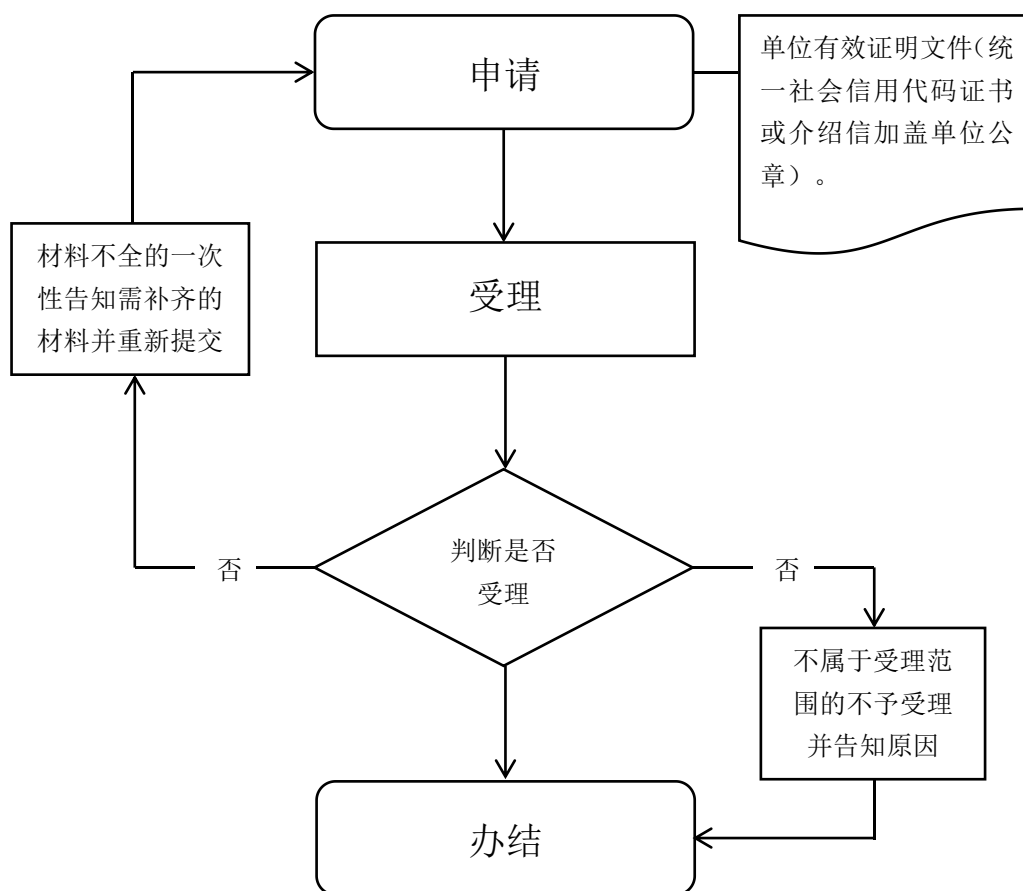 申请
单位有效证明文件（统
一社会信用代码证书
或介绍信加盖单位公
章）。
材料不全的一次
性告知需补齐的
材料并重新提交
受理
判断是否
受理
否
否
不属于受理范
围的不予受理
并告知原因
办结